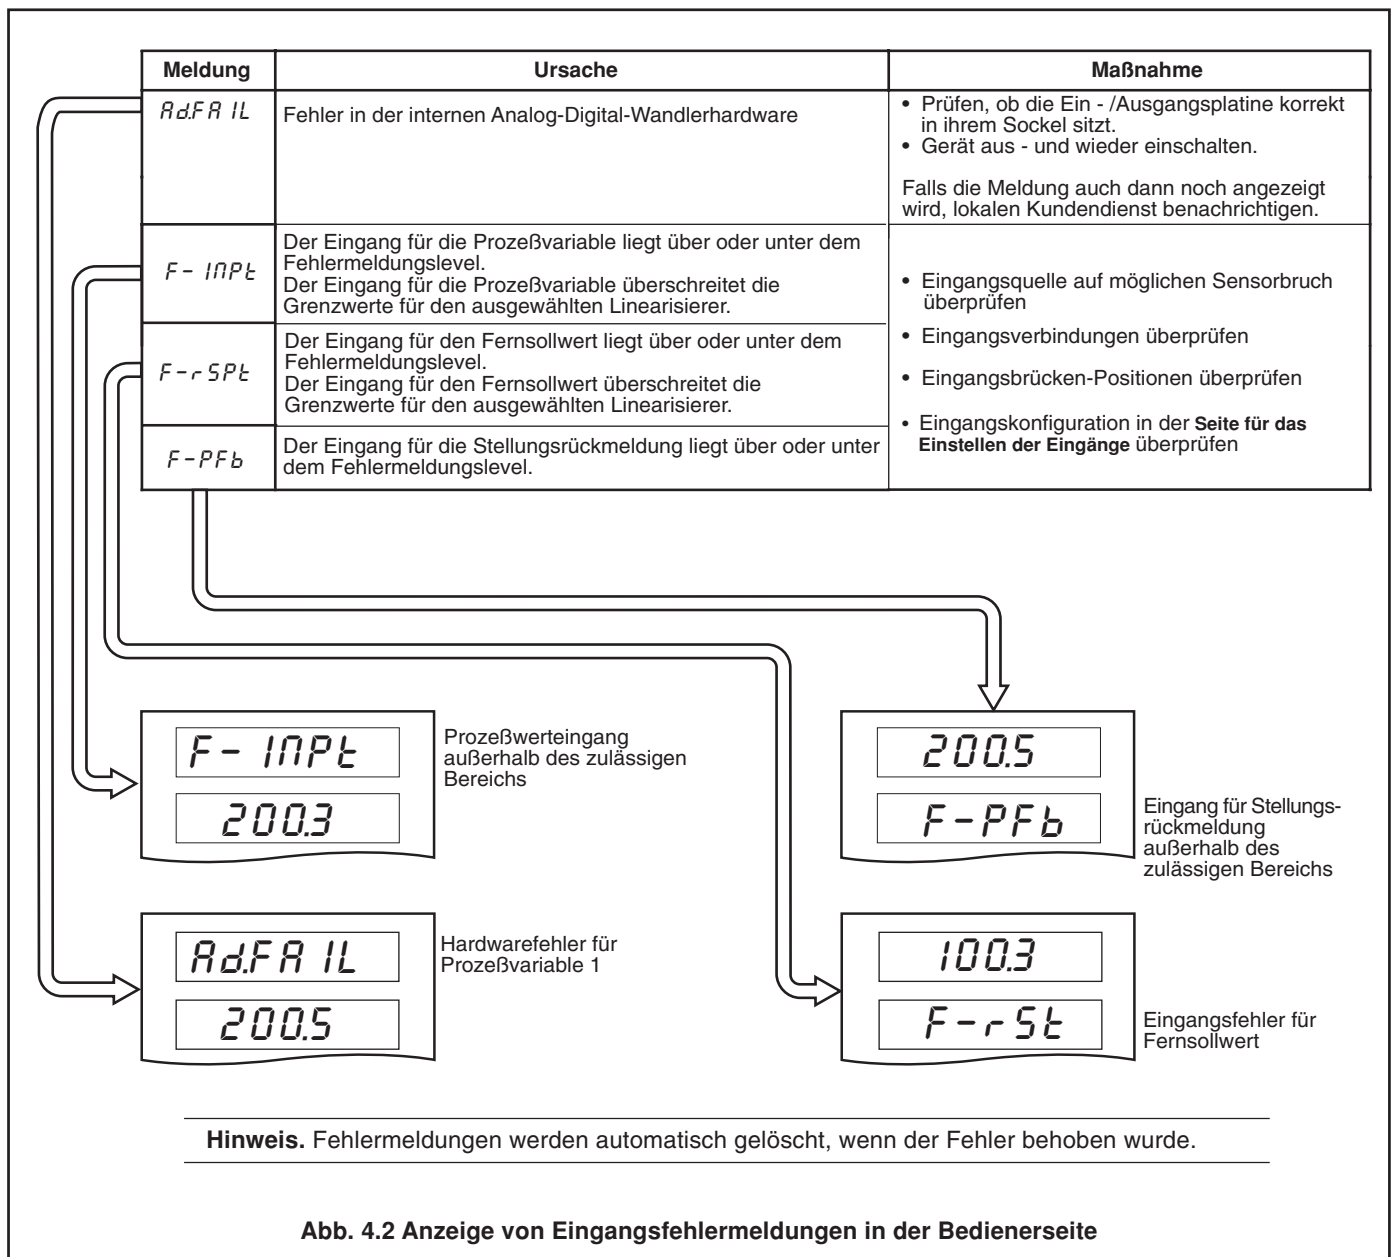 Meldung Ursache Maßnahme
Ad.FAIL
Fehler in der internen Analog-Digital-Wandlerhardware
• Prüfen, ob die Ein - /Ausgangsplatine korrekt
in ihrem Sockel sitzt.
• Gerät aus - und wieder einschalten.
Falls die Meldung auch dann noch angezeigt
wird, lokalen Kundendienst benachrichtigen.
F-INPt
Der Eingang für die Prozeßvariable liegt über oder unter dem
Fehlermeldungslevel.
Der Eingang für die Prozeßvariable überschreitet die
Grenzwerte für den ausgewählten Linearisierer.
F-rSPt
Der Eingang für den Fernsollwert liegt über oder unter dem
Fehlermeldungslevel.
Der Eingang für den Fernsollwert überschreitet die
Grenzwerte für den ausgewählten Linearisierer.
F-PFb
Der Eingang für die Stellungsrückmeldung liegt über oder unter
dem Fehlermeldungslevel.
• Eingangsquelle auf möglichen Sensorbruch
überprüfen
• Eingangsverbindungen überprüfen
• Eingangsbrücken-Positionen überprüfen
• Eingangskonfiguration in der Seite für das
Einstellen der Eingänge überprüfen
F-INPt
200.3
Prozeßwerteingang
außerhalb des zulässigen
Bereichs
200.5
F-PFb
Eingang für Stellungs-
rückmeldung
außerhalb des
zulässigen Bereichs
Ad.FAIL
200.5
Hardwarefehler für
Prozeßvariable 1
100.3
F-rSt
Eingangsfehler für
Fernsollwert
Hinweis. Fehlermeldungen werden automatisch gelöscht, wenn der Fehler behoben wurde.
Abb. 4.2 Anzeige von Eingangsfehlermeldungen in der Bedienerseite